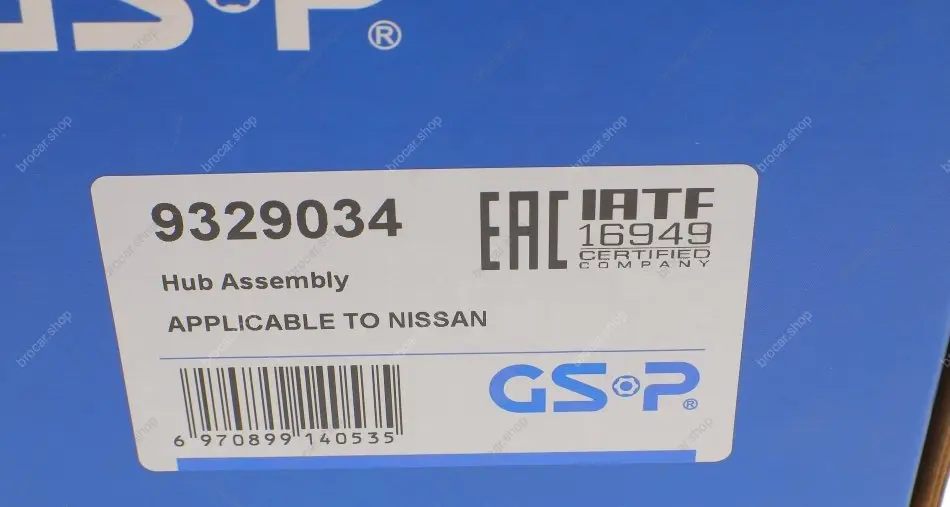 GS·P®
9329034
EAC
IATF
16949
CERTIFIED
COMPANY
Hub Assembly
APPLICABLE TO NISSAN
6 970899 140535
GS·P®
brocar.shop